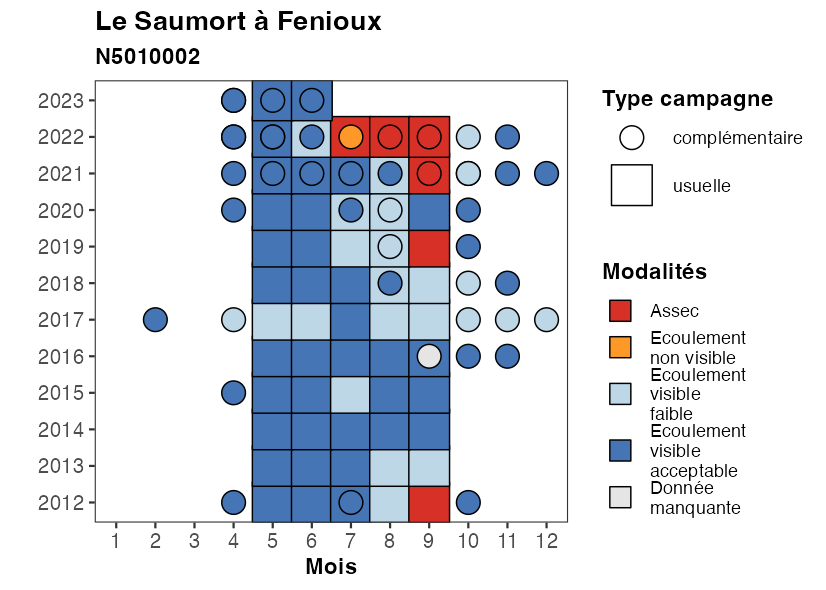 Le Saumort à Fenioux
N5010002
2023
2022
2021
2020
2019
2018
2017
2016
2015
2014
2013
2012
1 2 3 4 5 6 7 8 9 10 11 12
Mois
Type campagne
complémentaire
usuelle
Modalités
Assec
Ecoulement
non visible
Ecoulement
visible
faible
Ecoulement
visible
acceptable
Donnée
manquante